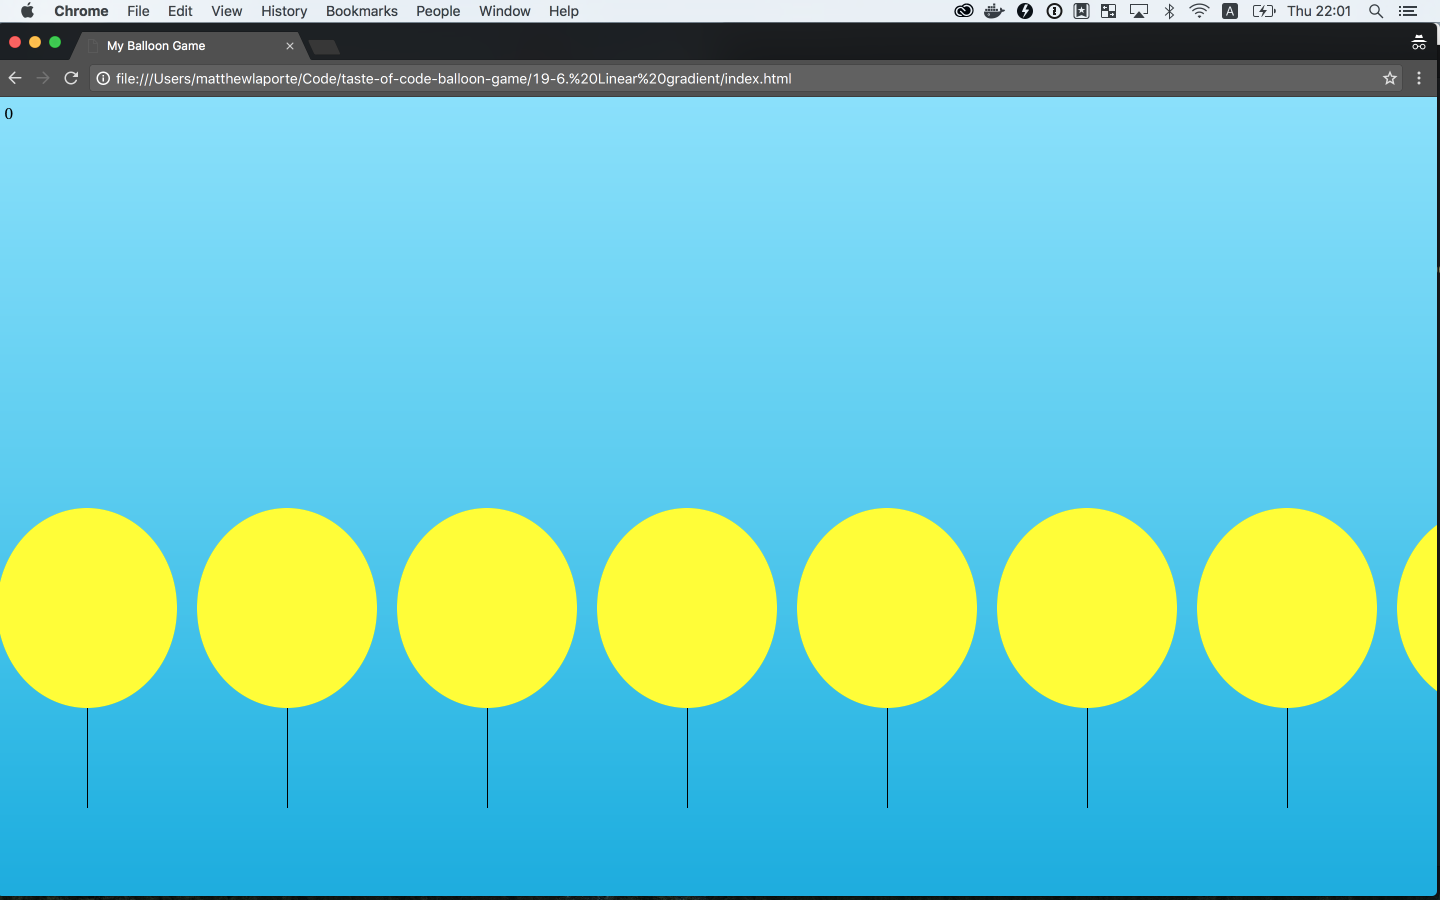 Chrome File Edit View History Bookmarks People Window Help A Thu 22:01
My Balloon Game
file:///Users/matthewlaporte/Code/taste-of-code-balloon-game/19-6.%20Linear%20gradient/index.html
0